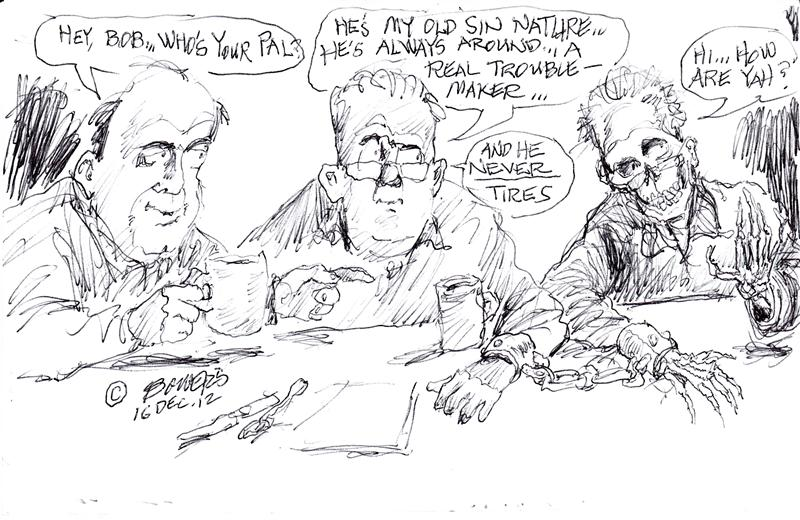 HEY, BOB... WHO'S YOUR PAL?
HE'S MY OLD SIN NATURE...
HE'S ALWAYS AROUND... A
REAL TROUBLE-
MAKER...
AND HE
NEVER
TIRES
HI... HOW
ARE YAH?
© BOWERS
16 DEC. 12